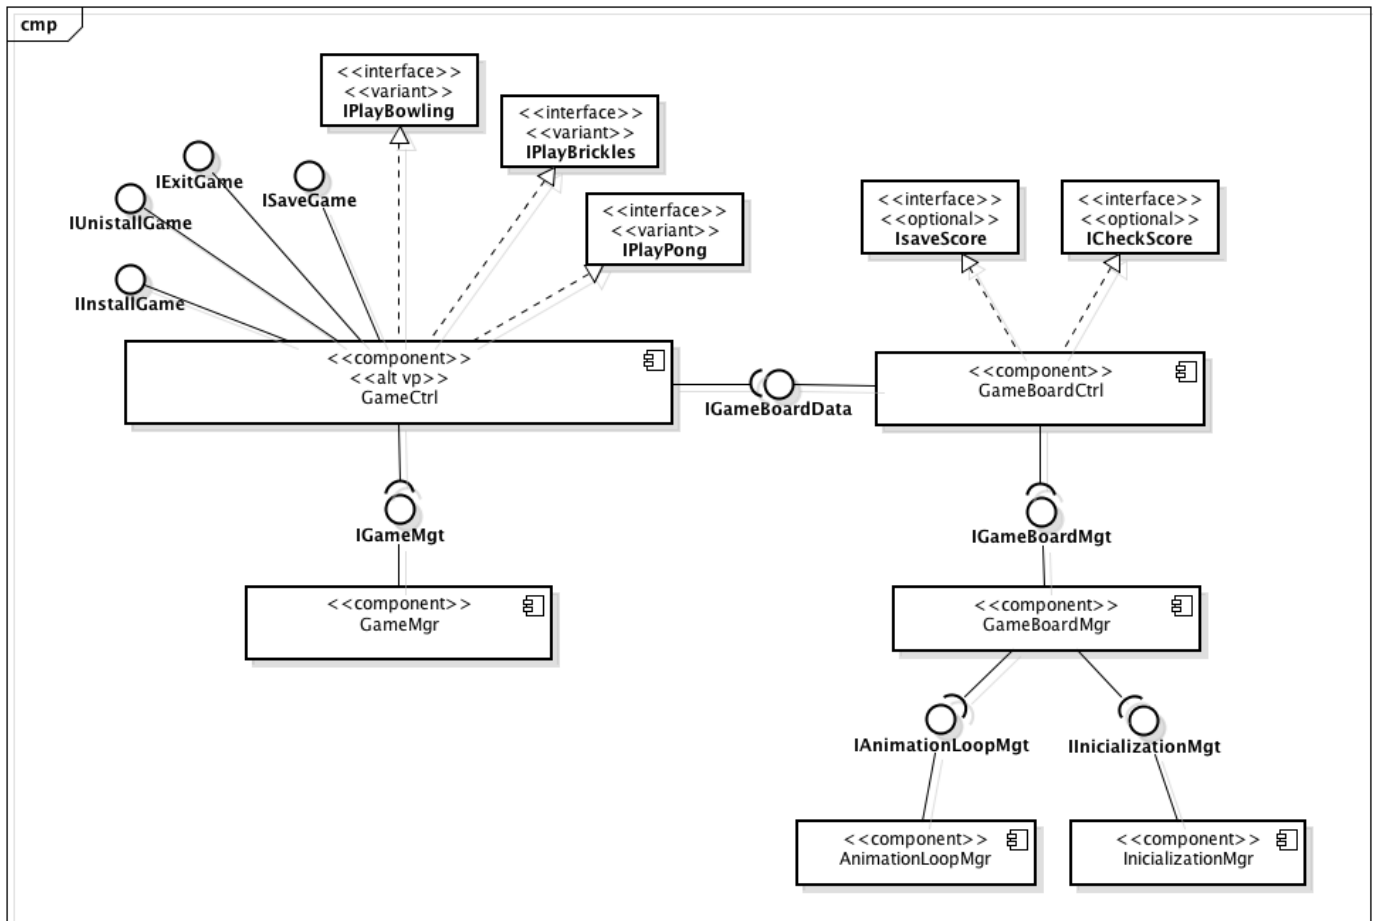 cmp
<<interface>>
<<variant>>
IPlayBowling
<<interface>>
<<variant>>
IPlayBrickles
IExitGame
ISaveGame
IUnistallGame
<<interface>>
<<variant>>
IPlayPong
<<interface>>
<<optional>>
IsaveScore
<<interface>>
<<optional>>
ICheckScore
IInstallGame
<<component>>
<<alt vp>>
GameCtrl
IGameBoardData
<<component>>
GameBoardCtrl
IGameMgt
IGameBoardMgt
<<component>>
GameMgr
<<component>>
GameBoardMgr
IAnimationLoopMgt
IInicializationMgt
<<component>>
AnimationLoopMgr
<<component>>
InicializationMgr